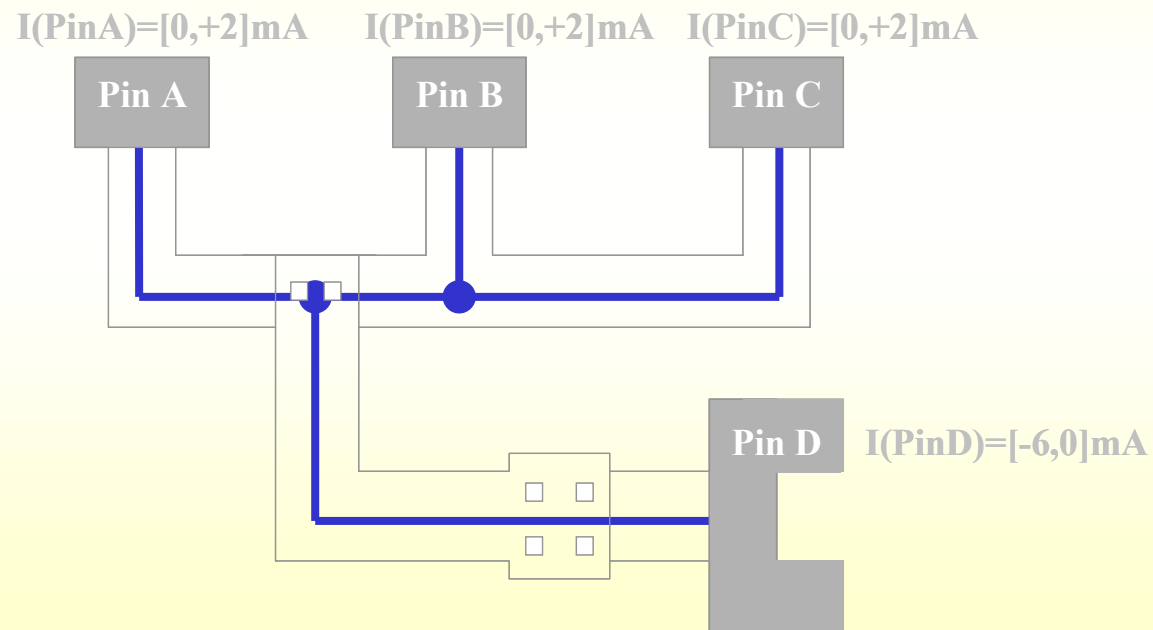 I(PinA)=[0,+2]mA
I(PinB)=[0,+2]mA
I(PinC)=[0,+2]mA
Pin A
Pin B
Pin C
Pin D
I(PinD)=[-6,0]mA